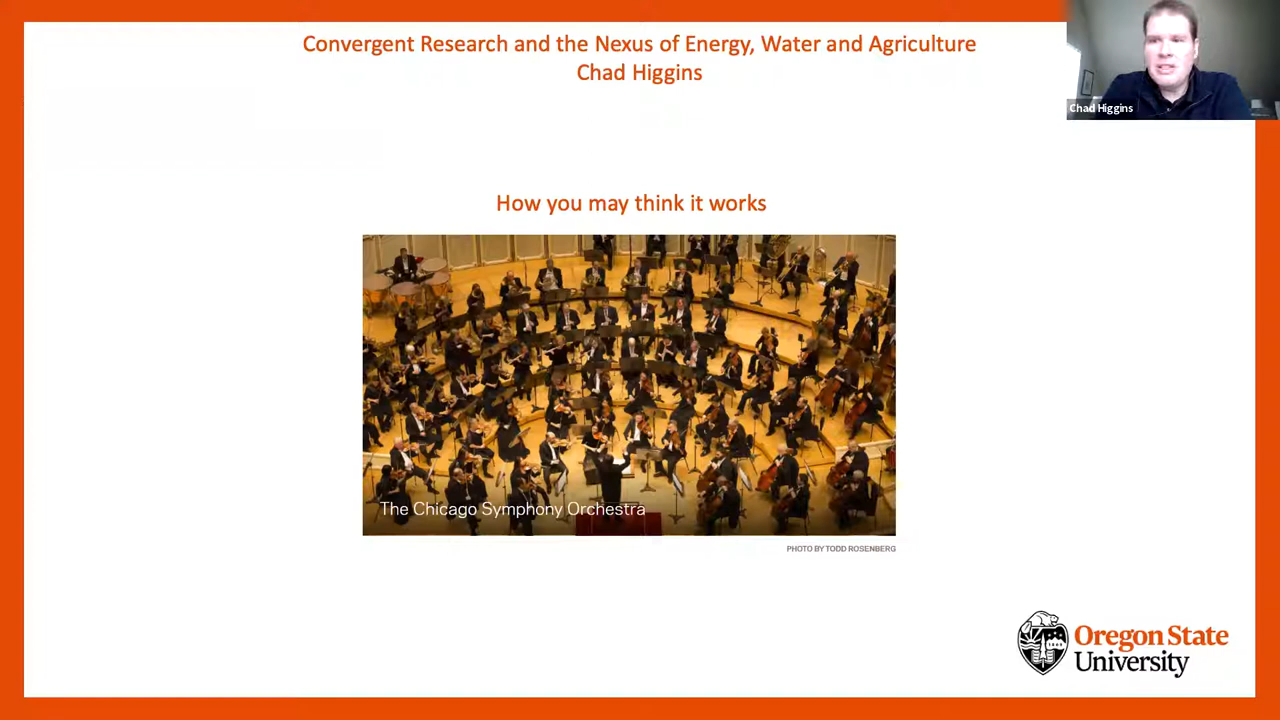 Convergent Research and the Nexus of Energy, Water and Agriculture
Chad Higgins
Chad Higgins
How you may think it works
The Chicago Symphony Orchestra
PHOTO BY TODD ROSENBERG
Oregon State
University